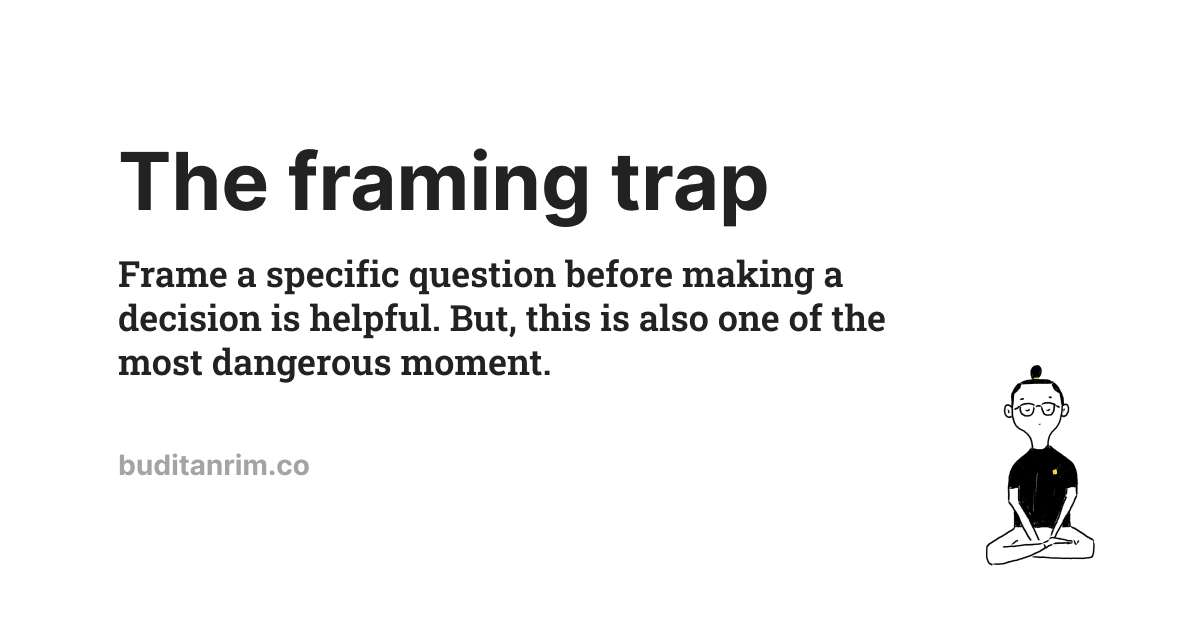 The framing trap
Frame a specific question before making a
decision is helpful. But, this is also one of the
most dangerous moment.
buditanrim.co